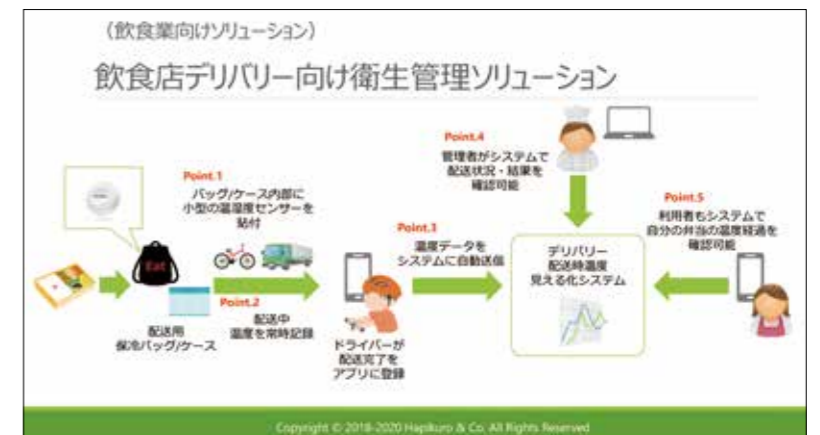 （飲食業向けソリューション）
飲食店デリバリー向け衛生管理ソリューション
Point.1
バッグ/ケース内部に
小型の温湿度センサーを
貼付
Eat
配送用
保冷バッグ/ケース
Point.2
配送中
温度を常時記録
ドライバーが
配送完了を
アプリに登録
Point.3
温度データを
システムに自動送信
Point.4
管理者がシステムで
配送状況・結果を
確認可能
デリバリー
配送時温度
見える化システム
Point.5
利用者もシステムで
自分の弁当の温度経過を
確認可能
Copyright © 2018-2020 Hapikuro & Co. All Rights Reserved